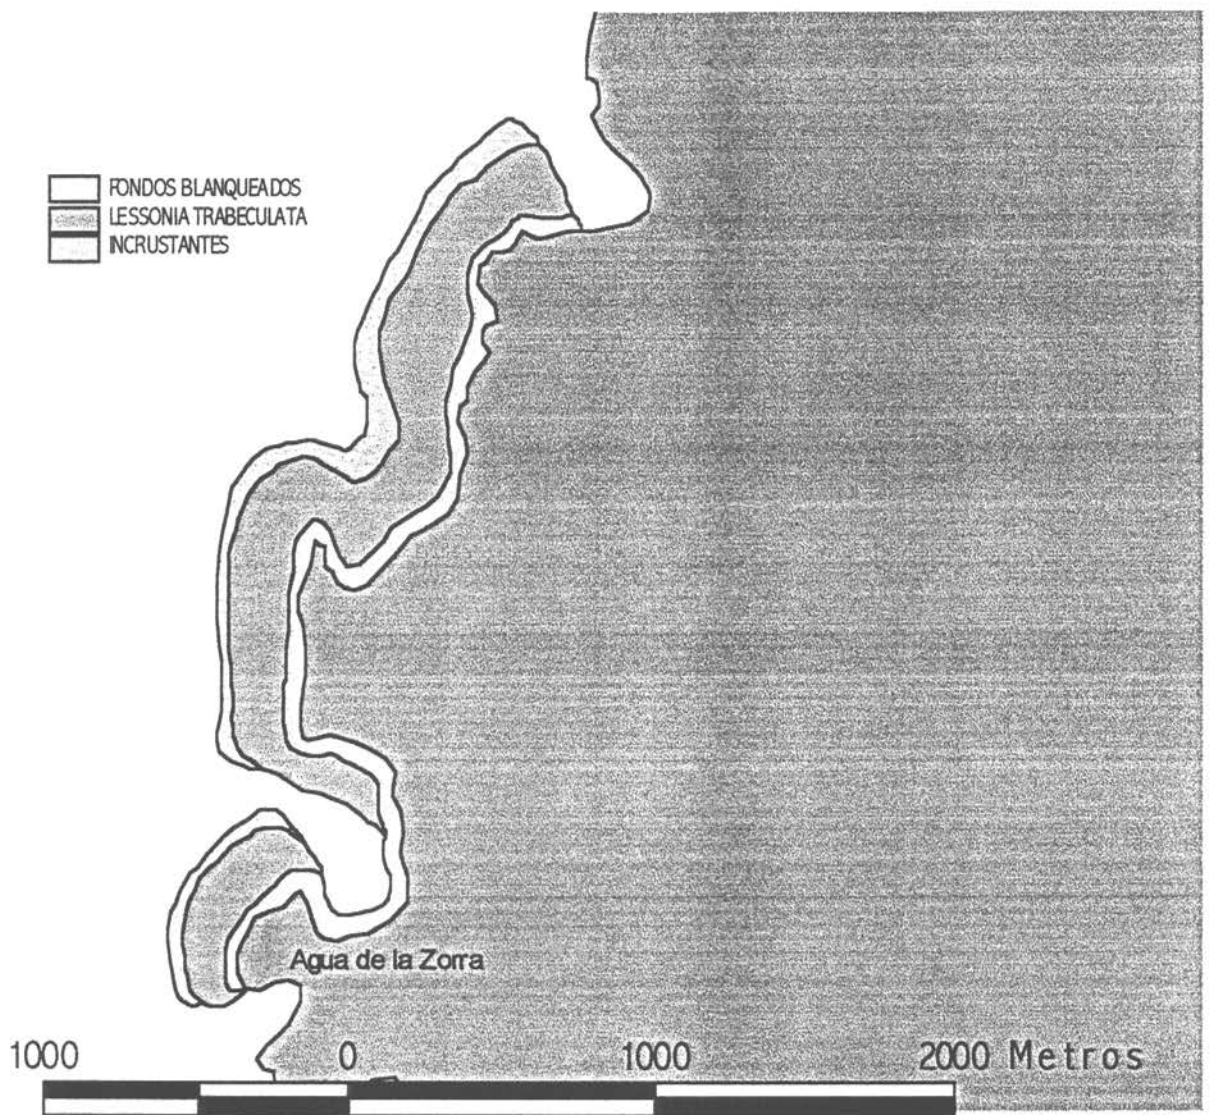 FONDOS BLANQUEADOS
LESSONIA TRABECULATA
INCRUSTANTES
Agua de la Zorra
1000 0 1000 2000 Metros